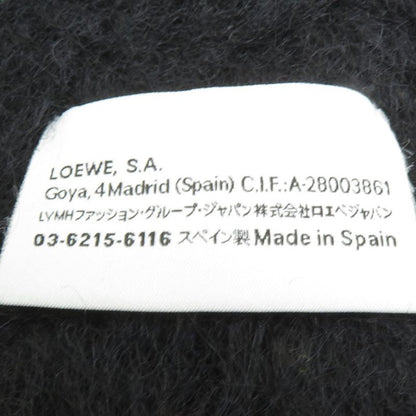 LOEWE, S.A.
Goya, 4 Madrid (Spain) C.I.F.:A-28003861
LVMHファッション・グループ・ジャパン株式会社ロエベジャパン
03-6215-6116 スペイン製 Made in Spain